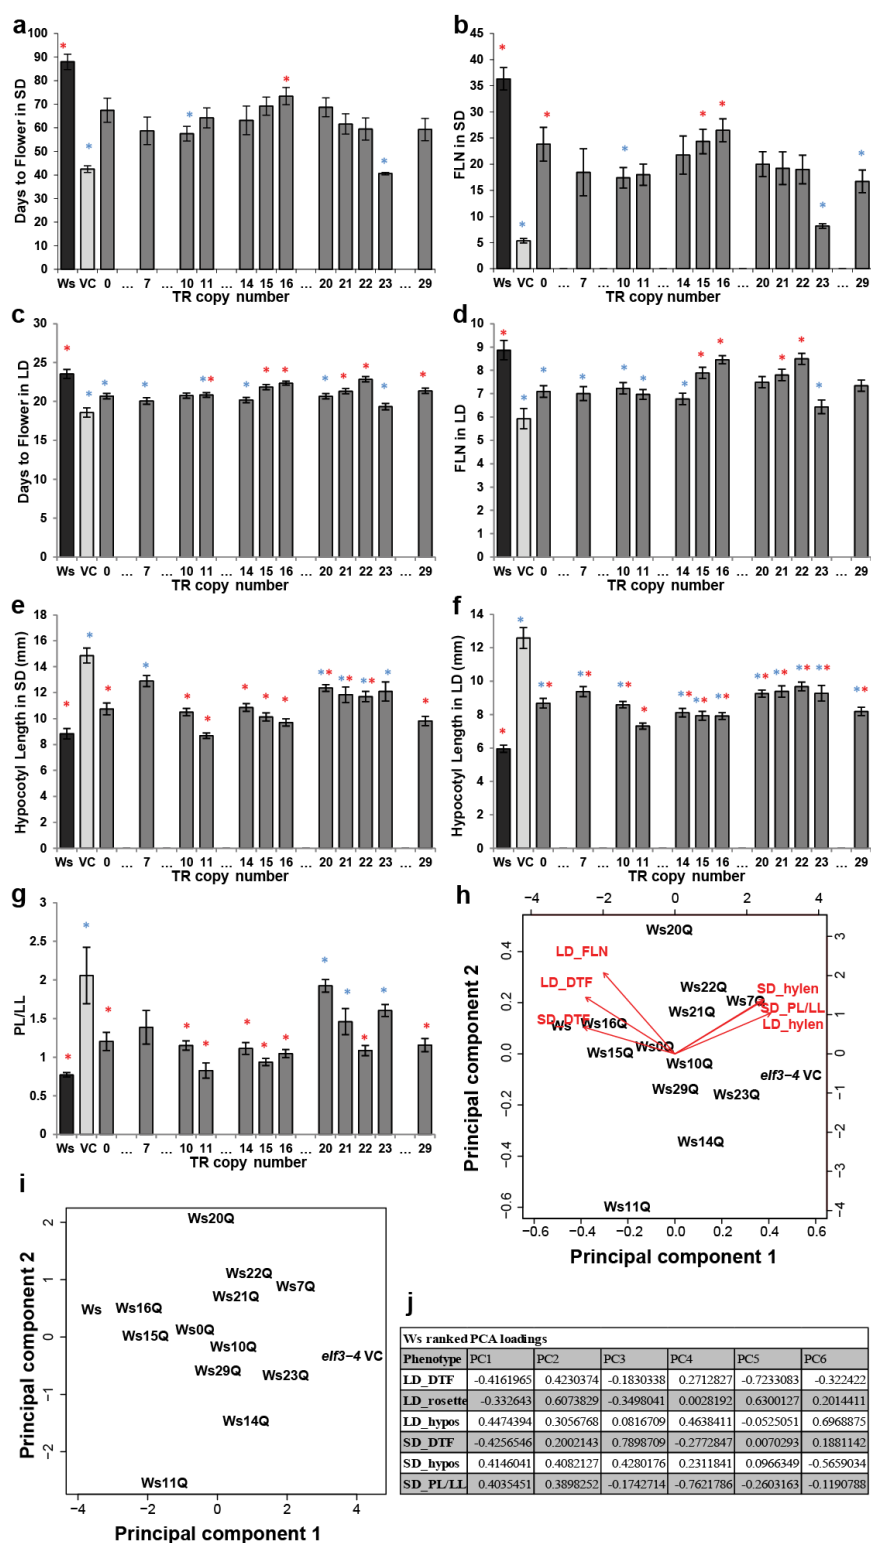 a
Days to Flower in SD
100
90
80
70
60
50
40
30
20
10
0
* * * * *
Ws VC 0 ... 7 ... 10 11 ... 14 15 16 ... 20 21 22 23 ... 29
TR copy number
b
FLN in SD
45
40
35
30
25
20
15
10
5
0
* * * * * * * *
Ws VC 0 ... 7 ... 10 11 ... 14 15 16 ... 20 21 22 23 ... 29
TR copy number
c
Days to Flower in LD
30
25
20
15
10
5
0
* * * * ** * * * * * * * *
Ws VC 0 ... 7 ... 10 11 ... 14 15 16 ... 20 21 22 23 ... 29
TR copy number
d
FLN in LD
10
9
8
7
6
5
4
3
2
1
0
* * * * * * * * * * * *
Ws VC 0 ... 7 ... 10 11 ... 14 15 16 ... 20 21 22 23 ... 29
TR copy number
e
Hypocotyl Length in SD (mm)
18
16
14
12
10
8
6
4
2
0
* * * * * * * * * ** ** ** * *
Ws VC 0 ... 7 ... 10 11 ... 14 15 16 ... 20 21 22 23 ... 29
TR copy number
f
Hypocotyl Length in LD (mm)
14
12
10
8
6
4
2
0
* * ** ** ** * ** ** ** ** ** ** ** **
Ws VC 0 ... 7 ... 10 11 ... 14 15 16 ... 20 21 22 23 ... 29
TR copy number
g
PL/LL
3
2.5
2
1.5
1
0.5
0
* * * * * * * * * * * * *
Ws VC 0 ... 7 ... 10 11 ... 14 15 16 ... 20 21 22 23 ... 29
TR copy number
h
−4 −2 0 2 4
Principal component 2
0.4
0.2
0.0
−0.2
−0.4
−0.6
3
2
1
0
−1
−2
−3
−4
Ws20Q
LD_FLN
LD_DTF
Ws22Q
SD_hylen
Ws7Q
SD_PL/LL
Ws21Q
SD_DTF
Ws
Ws16Q
LD_hylen
Ws15Q
Ws0Q
Ws10Q
elf3−4 VC
Ws29Q
Ws23Q
Ws14Q
Ws11Q
−0.6 −0.4 −0.2 0.0 0.2 0.4 0.6
Principal component 1
i
Principal component 2
2
1
0
−1
−2
Ws20Q
Ws22Q
Ws7Q
Ws21Q
Ws
Ws16Q
Ws15Q
Ws0Q
Ws10Q
elf3−4 VC
Ws29Q
Ws23Q
Ws14Q
Ws11Q
−4 −2 0 2 4
Principal component 1
j
Ws ranked PCA loadings
Phenotype PC1 PC2 PC3 PC4 PC5 PC6
LD_DTF -0.4161965 0.4230374 -0.1830338 0.2712827 -0.7233083 -0.322422
LD_rosette -0.332643 0.6073829 -0.3498041 0.0028192 0.6300127 0.2014411
LD_hypos 0.4474394 0.3056768 0.0816709 0.4638411 -0.0525051 0.6968875
SD_DTF -0.4256546 0.2002143 0.7898709 -0.2772847 0.0070293 0.1881142
SD_hypos 0.4146041 0.4082127 0.4280176 0.2311841 0.0966349 -0.5659034
SD_PL/LL 0.4035451 0.3898252 -0.1742714 -0.7621786 -0.2603163 -0.1190788